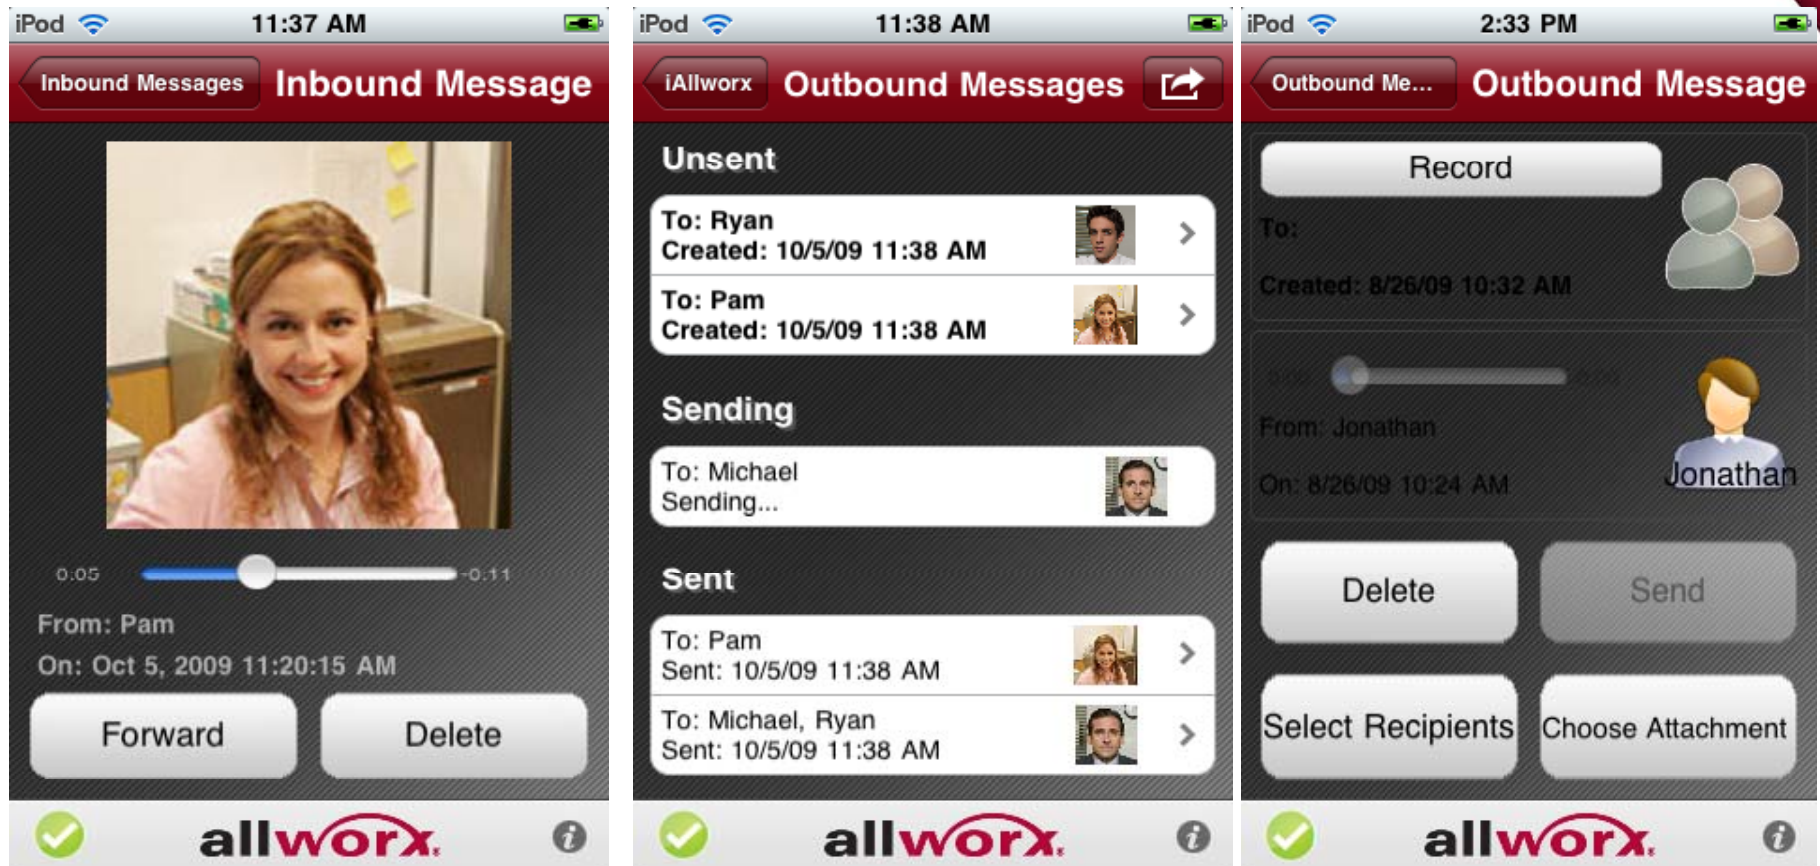 iPod 11:37 AM
Inbound Messages Inbound Message
0:05 -0:11
From: Pam
On: Oct 5, 2009 11:20:15 AM
Forward Delete
allworx.
iPod 11:38 AM
iAllworx Outbound Messages
Unsent
To: Ryan
Created: 10/5/09 11:38 AM
To: Pam
Created: 10/5/09 11:38 AM
Sending
To: Michael
Sending...
Sent
To: Pam
Sent: 10/5/09 11:38 AM
To: Michael, Ryan
Sent: 10/5/09 11:38 AM
allworx.
iPod 2:33 PM
Outbound Me... Outbound Message
Record
To:
Created: 8/26/09 10:32 AM
0:00 0:00
From: Jonathan
Jonathan
On: 8/26/09 10:24 AM
Delete Send
Select Recipients Choose Attachment
allworx.